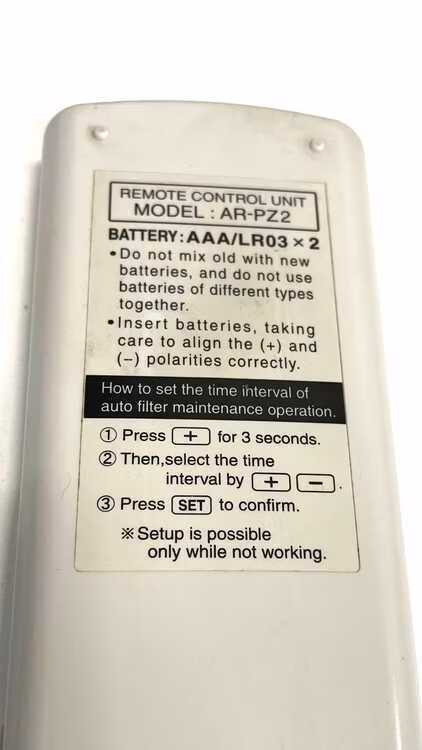 REMOTE CONTROL UNIT
MODEL : AR-PZ2
BATTERY:AAA/LR03×2
•Do not mix old with new
batteries, and do not use
batteries of different types
together.
•Insert batteries, taking
care to align the (+) and
(−) polarities correctly.
How to set the time interval of
auto filter maintenance operation.
① Press + for 3 seconds.
② Then,select the time
interval by + − .
③ Press SET to confirm.
※Setup is possible
only while not working.